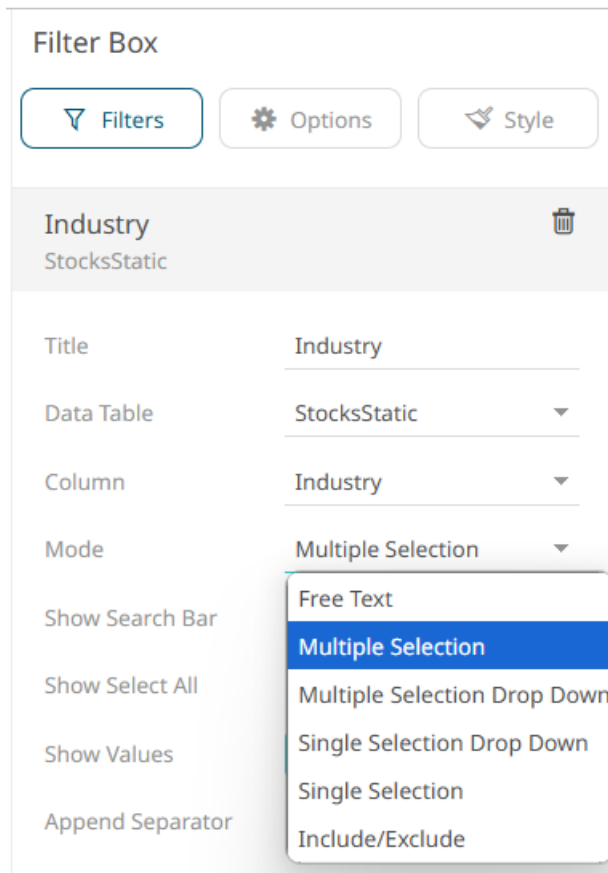 Filter Box
Filters
Options
Style
Industry
StocksStatic
Title Industry
Data Table StocksStatic
Column Industry
Mode Multiple Selection
Free Text
Show Search Bar
Multiple Selection
Show Select All
Multiple Selection Drop Down
Show Values
Single Selection Drop Down
Single Selection
Append Separator
Include/Exclude